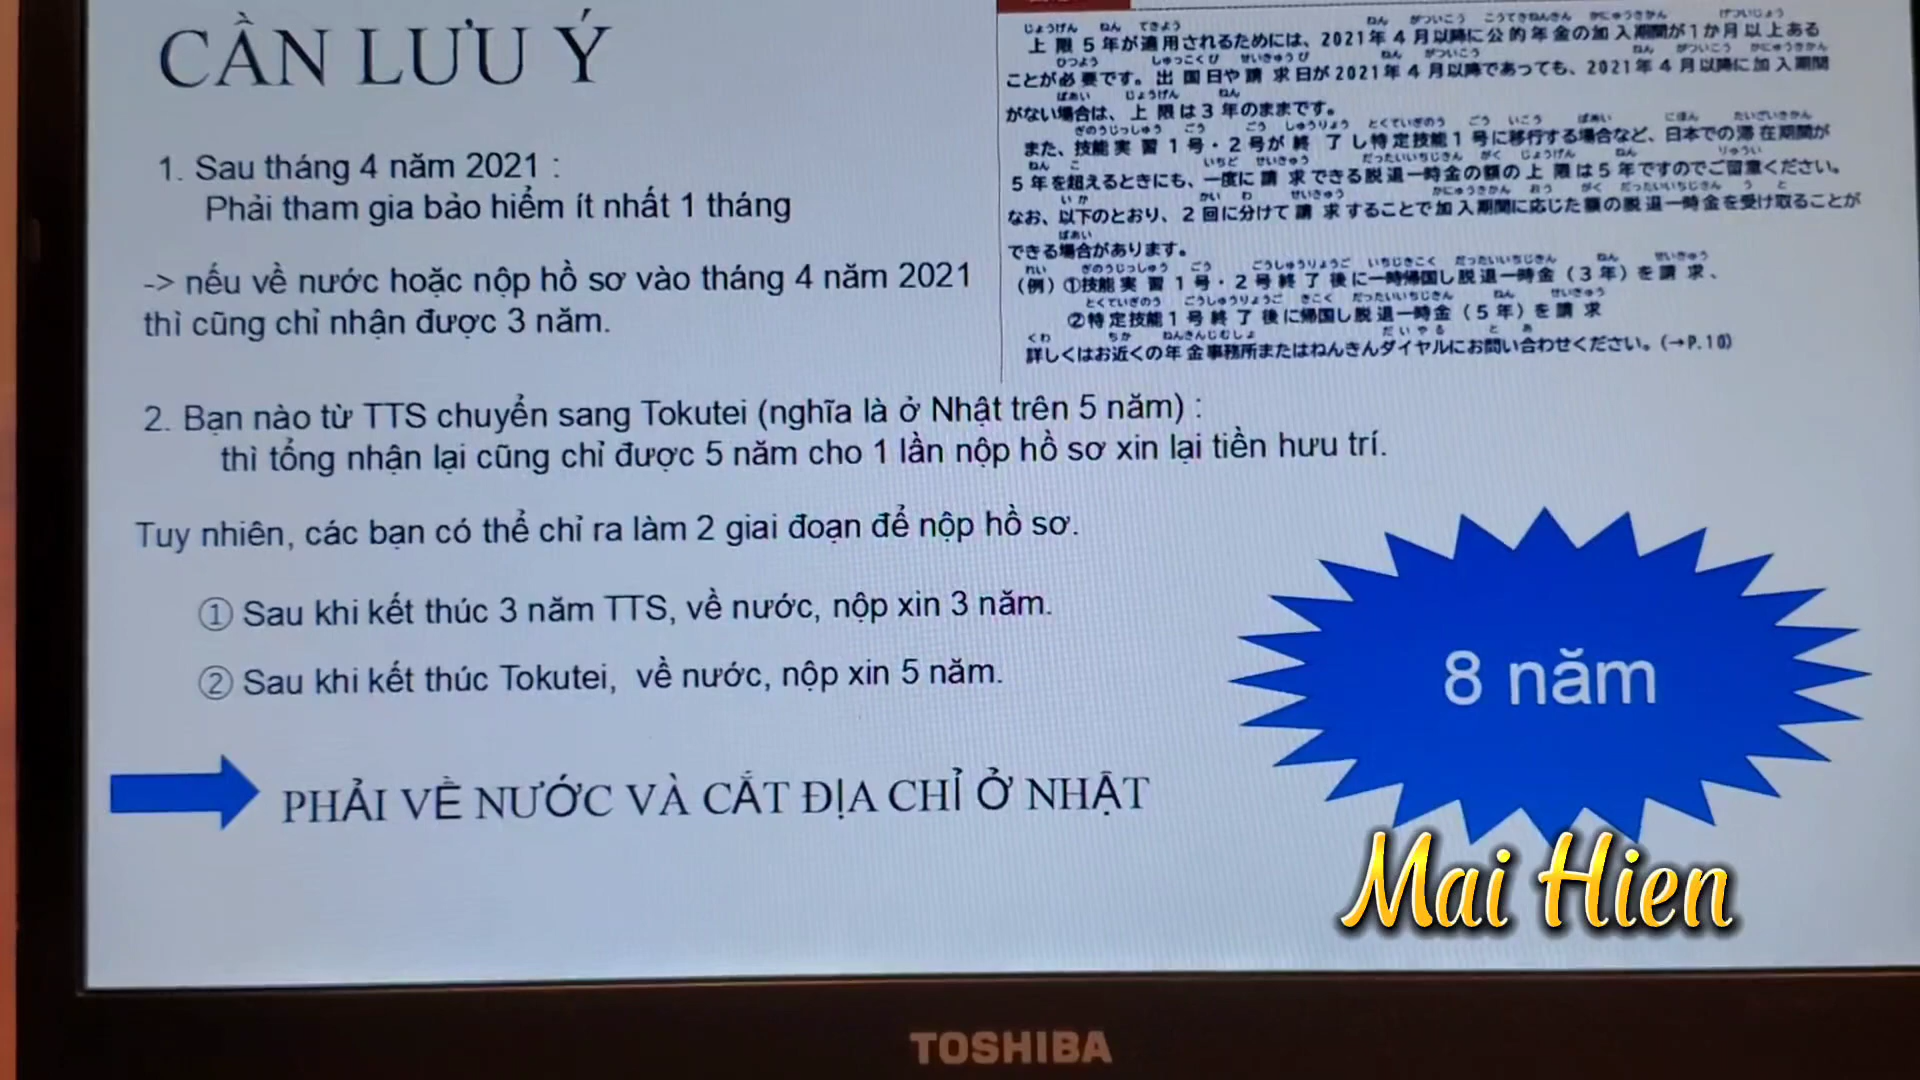 CẦN LƯU Ý
1. Sau tháng 4 năm 2021 :
Phải tham gia bảo hiểm ít nhất 1 tháng
-> nếu về nước hoặc nộp hồ sơ vào tháng 4 năm 2021
thì cũng chỉ nhận được 3 năm.
上限5年が適用されるためには、2021年4月以降に公的年金の加入期間が1か月以上ある
ことが必要です。出国日や請求日が2021年4月以降であっても、2021年4月以降に加入期間
がない場合は、上限は3年のままです。
また、技能実習1号・2号が終了し特定技能1号に移行する場合など、日本での滞在期間が
5年を超えるときにも、一度に請求できる脱退一時金の額の上限は5年ですのでご留意ください。
なお、以下のとおり、2回に分けて請求することで加入期間に応じた額の脱退一時金を受け取ることが
できる場合があります。
（例）①技能実習1号・2号終了後に一時帰国し脱退一時金（3年）を請求、
②特定技能1号終了後に帰国し脱退一時金（5年）を請求
詳しくはお近くの年金事務所またはねんきんダイヤルにお問い合わせください。(→P.10)
2. Bạn nào từ TTS chuyển sang Tokutei (nghĩa là ở Nhật trên 5 năm) :
thì tổng nhận lại cũng chỉ được 5 năm cho 1 lần nộp hồ sơ xin lại tiền hưu trí.
Tuy nhiên, các bạn có thể chỉ ra làm 2 giai đoạn để nộp hồ sơ.
① Sau khi kết thúc 3 năm TTS, về nước, nộp xin 3 năm.
② Sau khi kết thúc Tokutei, về nước, nộp xin 5 năm.
8 năm
PHẢI VỀ NƯỚC VÀ CẮT ĐỊA CHỈ Ở NHẬT
Mai Hien
TOSHIBA